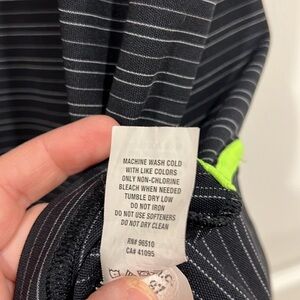 MACHINE WASH COLD
WITH LIKE COLORS
ONLY NON-CHLORINE
BLEACH WHEN NEEDED
TUMBLE DRY LOW
DO NOT IRON
DO NOT USE SOFTENERS
DO NOT DRY CLEAN
RN# 96510
CA# 41095